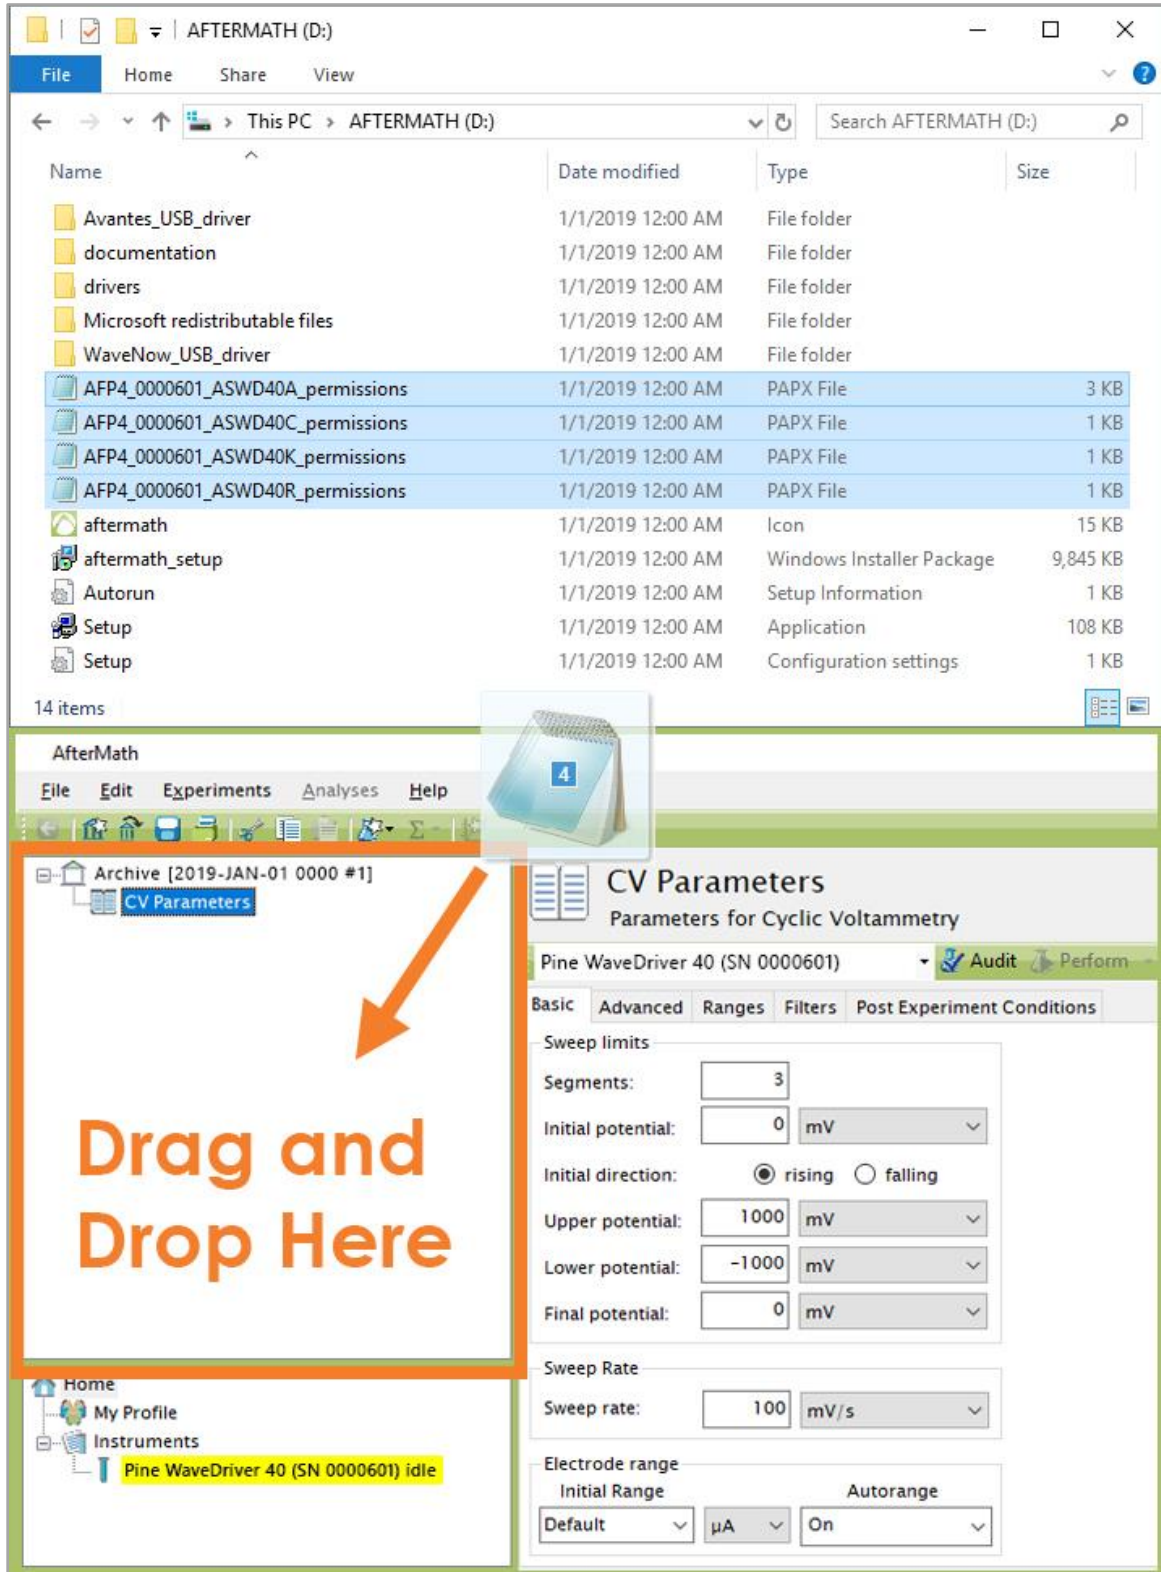 AFTERMATH (D:)
File Home Share View
This PC > AFTERMATH (D:) Search AFTERMATH (D:)
Name Date modified Type Size
Avantes_USB_driver 1/1/2019 12:00 AM File folder
documentation 1/1/2019 12:00 AM File folder
drivers 1/1/2019 12:00 AM File folder
Microsoft redistributable files 1/1/2019 12:00 AM File folder
WaveNow_USB_driver 1/1/2019 12:00 AM File folder
AFP4_0000601_ASWD40A_permissions 1/1/2019 12:00 AM PAPX File 3 KB
AFP4_0000601_ASWD40C_permissions 1/1/2019 12:00 AM PAPX File 1 KB
AFP4_0000601_ASWD40K_permissions 1/1/2019 12:00 AM PAPX File 1 KB
AFP4_0000601_ASWD40R_permissions 1/1/2019 12:00 AM PAPX File 1 KB
aftermath 1/1/2019 12:00 AM Icon 15 KB
aftermath_setup 1/1/2019 12:00 AM Windows Installer Package 9,845 KB
Autorun 1/1/2019 12:00 AM Setup Information 1 KB
Setup 1/1/2019 12:00 AM Application 108 KB
Setup 1/1/2019 12:00 AM Configuration settings 1 KB
14 items
4
AfterMath
File Edit Experiments Analyses Help
Archive [2019-JAN-01 0000 #1]
CV Parameters
Drag and
Drop Here
Home
My Profile
Instruments
Pine WaveDriver 40 (SN 0000601) idle
CV Parameters
Parameters for Cyclic Voltammetry
Pine WaveDriver 40 (SN 0000601) Audit Perform
Basic Advanced Ranges Filters Post Experiment Conditions
Sweep limits
Segments: 3
Initial potential: 0 mV
Initial direction: rising falling
Upper potential: 1000 mV
Lower potential: -1000 mV
Final potential: 0 mV
Sweep Rate
Sweep rate: 100 mV/s
Electrode range
Initial Range Autorange
Default µA On